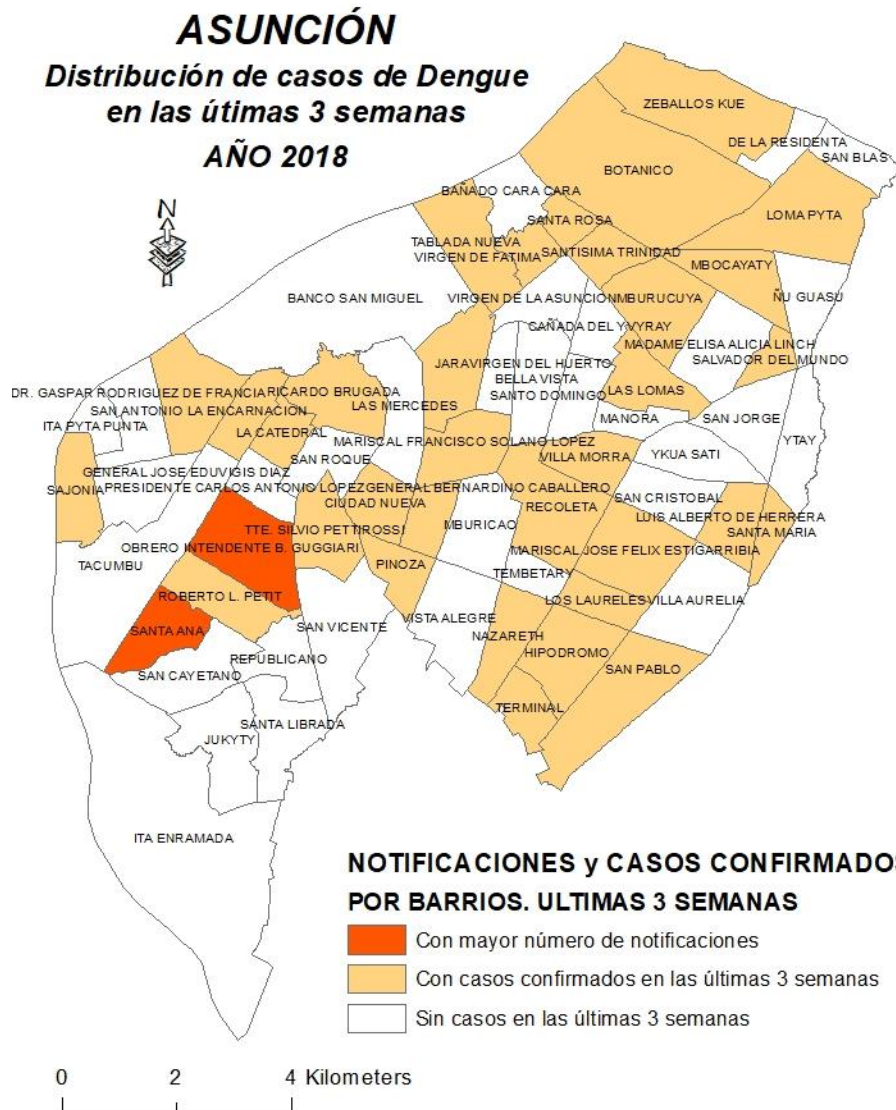 ASUNCIÓN
Distribución de casos de Dengue
en las útimas 3 semanas
AÑO 2018
N
ZEBALLOS KUE
DE LA RESIDENTA
SAN BLAS
BOTANICO
BAÑADO CARA CARA
LOMA PYTA
SANTA ROSA
TABLADA NUEVA
SANTISIMA TRINIDAD
VIRGEN DE FATIMA
MBOCAYATY
BANCO SAN MIGUEL
VIRGEN DE LA ASUNCION
MBURUCUYA
ÑU GUASU
CAÑADA DEL YVYRAY
MADAME ELISA ALICIA LINCH
SALVADOR DEL MUNDO
JARA
VIRGEN DEL HUERTO
BELLA VISTA
DR. GASPAR RODRIGUEZ DE FRANCIA
RICARDO BRUGADA
SANTO DOMINGO
LAS LOMAS
LAS MERCEDES
SAN ANTONIO
LA ENCARNACION
ITA PYTA PUNTA
MANORA
SAN JORGE
LA CATEDRAL
MARISCAL FRANCISCO SOLANO LOPEZ
YTAY
SAN ROQUE
VILLA MORRA
YKUA SATI
GENERAL JOSE EDUVIGIS DIAZ
SAJONIA
PRESIDENTE CARLOS ANTONIO LOPEZ
GENERAL BERNARDINO CABALLERO
CIUDAD NUEVA
RECOLETA
SAN CRISTOBAL
LUIS ALBERTO DE HERRERA
TTE. SILVIO PETTIROSSI
MBURICAO
SANTA MARIA
OBRERO INTENDENTE B. GUGGIARI
MARISCAL JOSE FELIX ESTIGARRIBIA
TACUMBU
PINOZA
TEMBETARY
ROBERTO L. PETIT
LOS LAURELES
VILLA AURELIA
VISTA ALEGRE
SANTA ANA
SAN VICENTE
NAZARETH
HIPODROMO
REPUBLICANO
SAN PABLO
SAN CAYETANO
TERMINAL
SANTA LIBRADA
JUKYTY
ITA ENRAMADA
NOTIFICACIONES y CASOS CONFIRMADOS
POR BARRIOS. ULTIMAS 3 SEMANAS
Con mayor número de notificaciones
Con casos confirmados en las últimas 3 semanas
Sin casos en las últimas 3 semanas
0 2 4 Kilometers